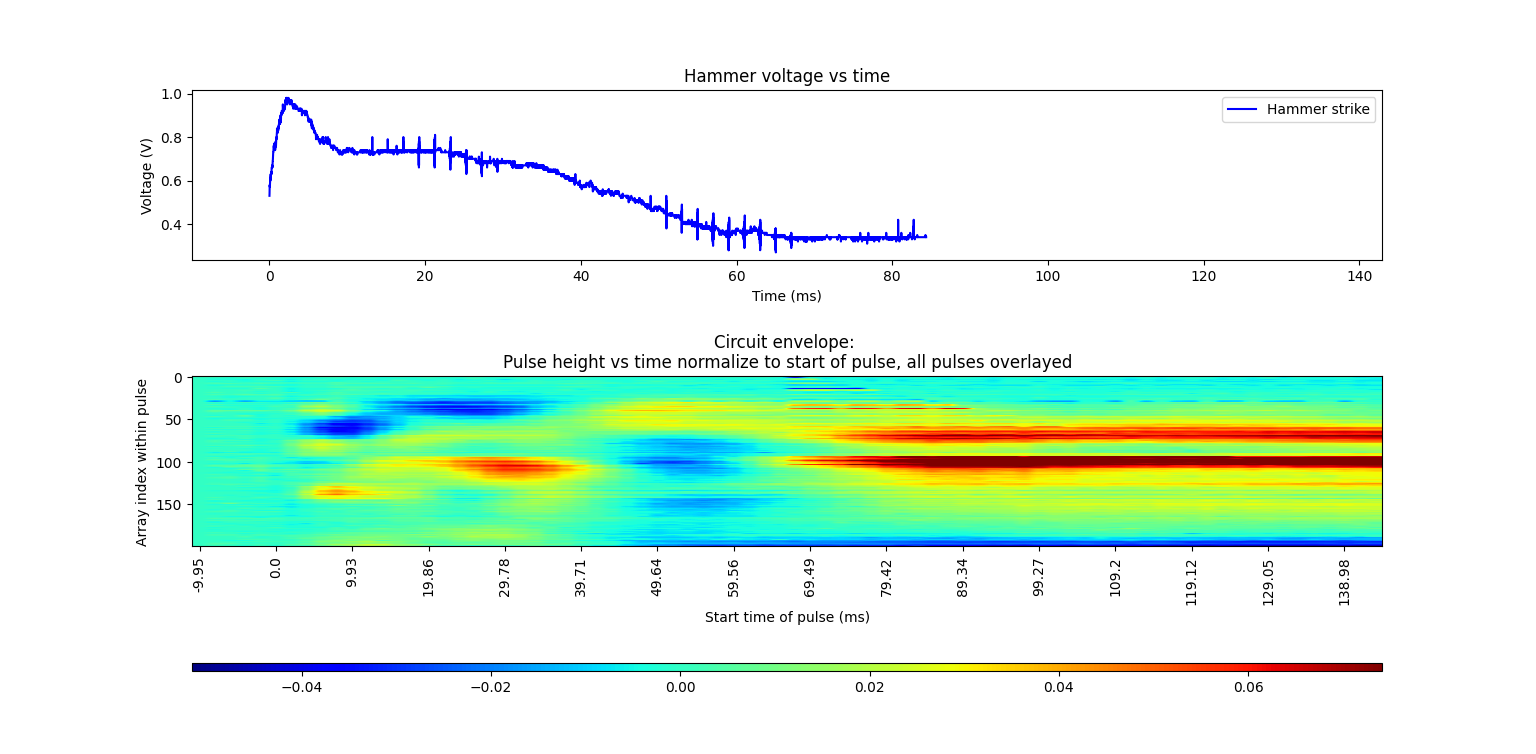 Hammer voltage vs time
Hammer strike
Voltage (V)
1.0
0.8
0.6
0.4
0 20 40 60 80 100 120 140
Time (ms)
Circuit envelope:
Pulse height vs time normalize to start of pulse, all pulses overlayed
Array index within pulse
0
50
100
150
-9.95 0.0 9.93 19.86 29.78 39.71 49.64 59.56 69.49 79.42 89.34 99.27 109.2 119.12 129.05 138.98
Start time of pulse (ms)
−0.04 −0.02 0.00 0.02 0.04 0.06